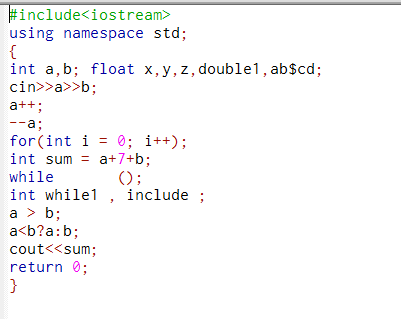 #include<iostream>
using namespace std;
{
int a,b; float x,y,z,double1,ab$cd;
cin>>a>>b;
a++;
--a;
for(int i = 0; i++);
int sum = a+7+b;
while       ();
int while1 , include ;
a > b;
a<b?a:b;
cout<<sum;
return 0;
}